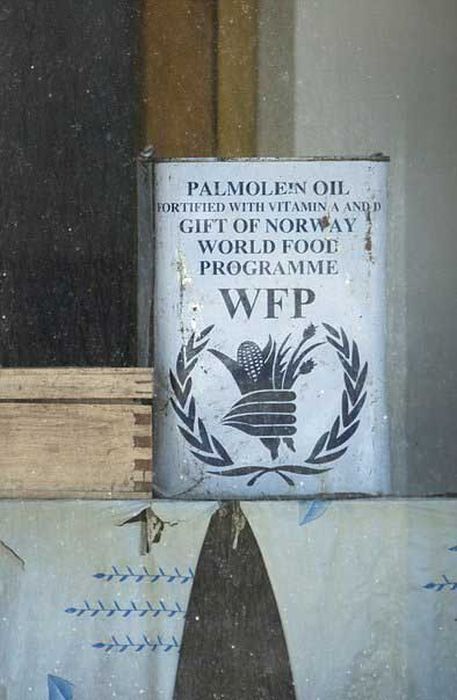 PALMOLEIN OIL
FORTIFIED WITH VITAMIN A AND D
GIFT OF NORWAY
WORLD FOOD
PROGRAMME
WFP